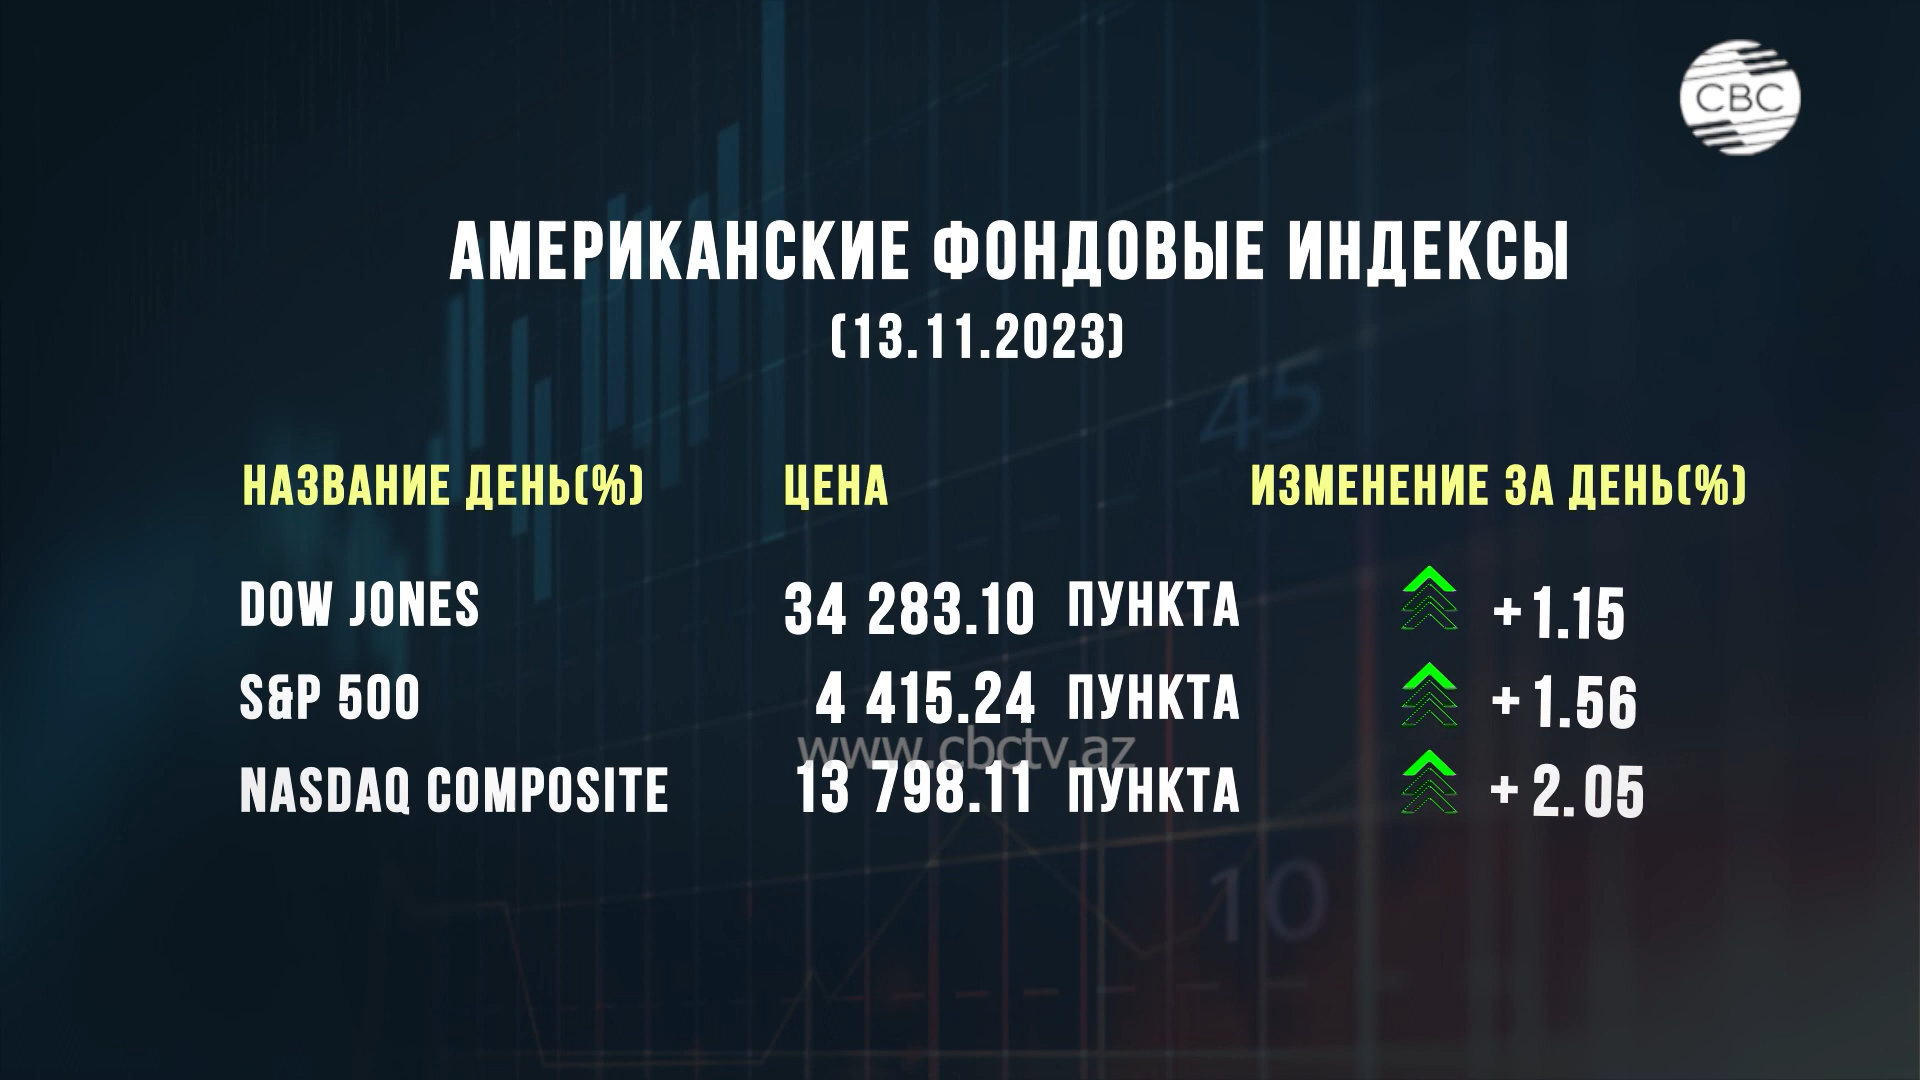 CBC
АМЕРИКАНСКИЕ ФОНДОВЫЕ ИНДЕКСЫ
(13.11.2023)
45
НАЗВАНИЕ ДЕНЬ(%) ЦЕНА ИЗМЕНЕНИЕ ЗА ДЕНЬ(%)
DOW JONES 34 283.10 ПУНКТА +1.15
S&P 500 4 415.24 ПУНКТА +1.56
www.cbctv.az
NASDAQ COMPOSITE 13 798.11 ПУНКТА +2.05
10